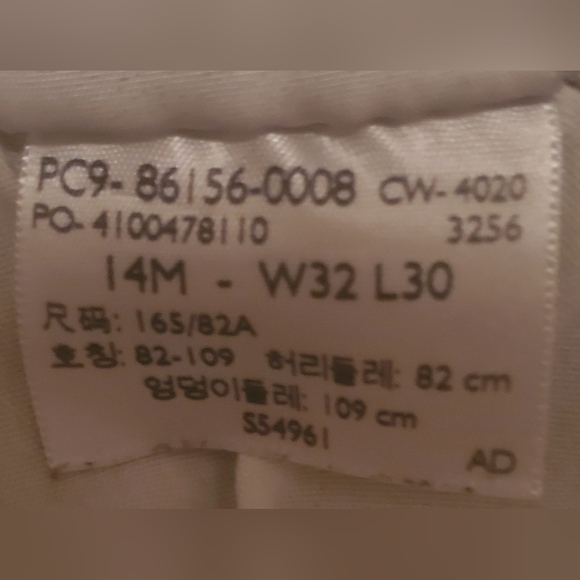 PC9-86156-0008 CW-4020
PO-4100478110 3256
14M - W32 L30
尺码: 165/82A
호칭: 82-109 허리둘레: 82 cm
엉덩이둘레: 109 cm
S54961
AD